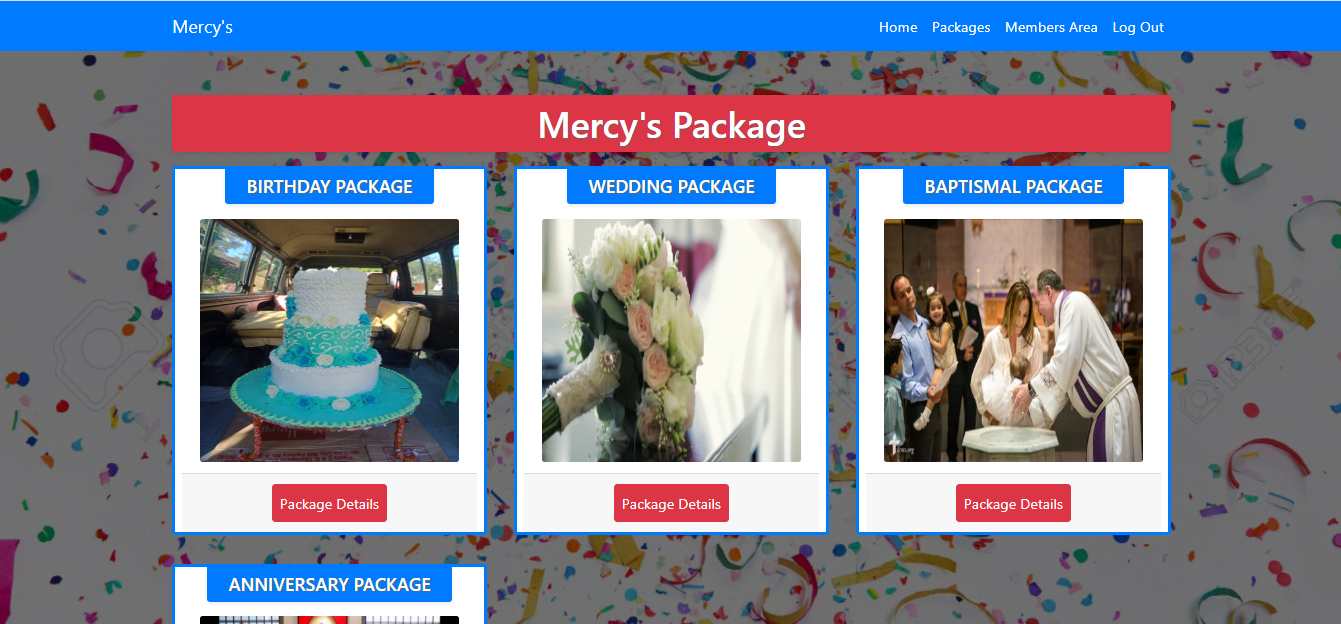 Mercy's
Home Packages Members Area Log Out
Mercy's Package
BIRTHDAY PACKAGE
WEDDING PACKAGE
BAPTISMAL PACKAGE
Package Details
Package Details
Package Details
ANNIVERSARY PACKAGE